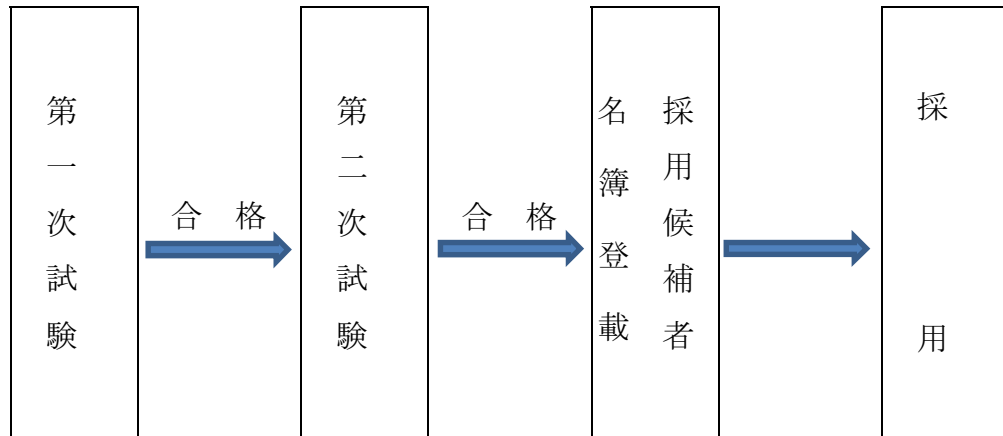 第一次試験
合格
第二次試験
合格
採用候補者
名簿登載
採用